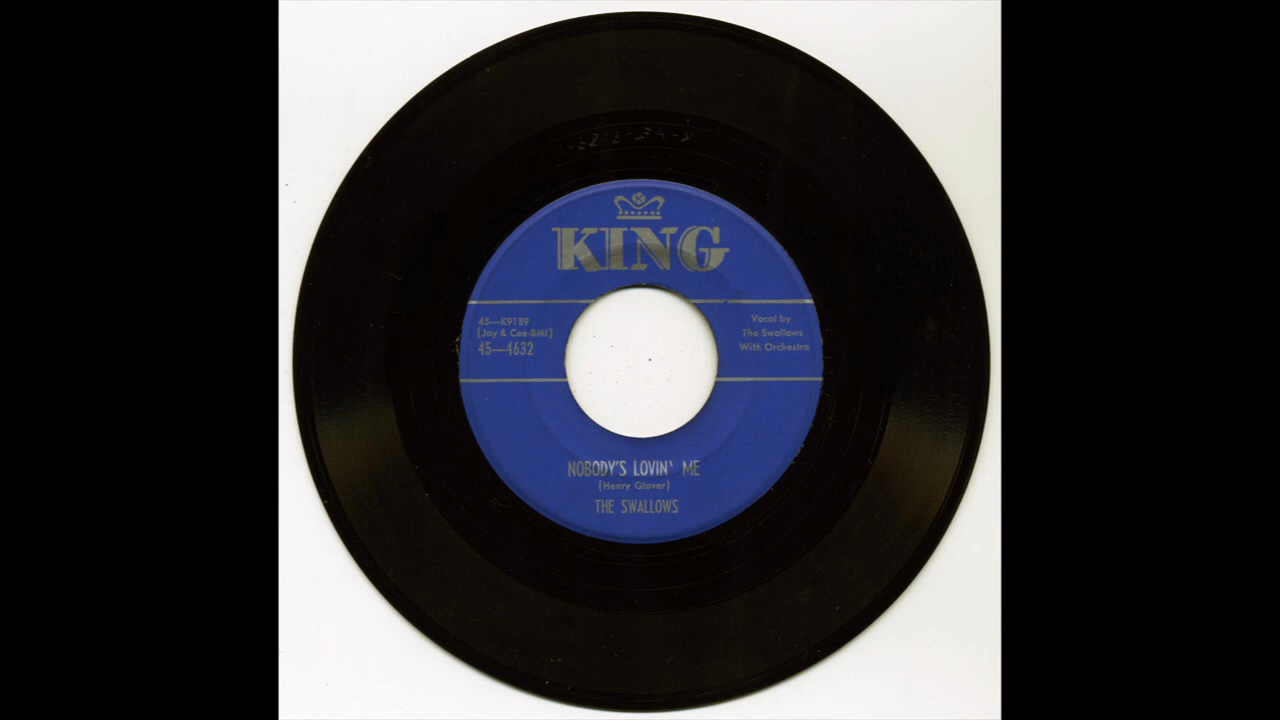 KING
45—K9189
(Jay & Cee-BMI)
45—4632
Vocal by
The Swallows
With Orchestra
NOBODY'S LOVIN' ME
(Henry Glover)
THE SWALLOWS